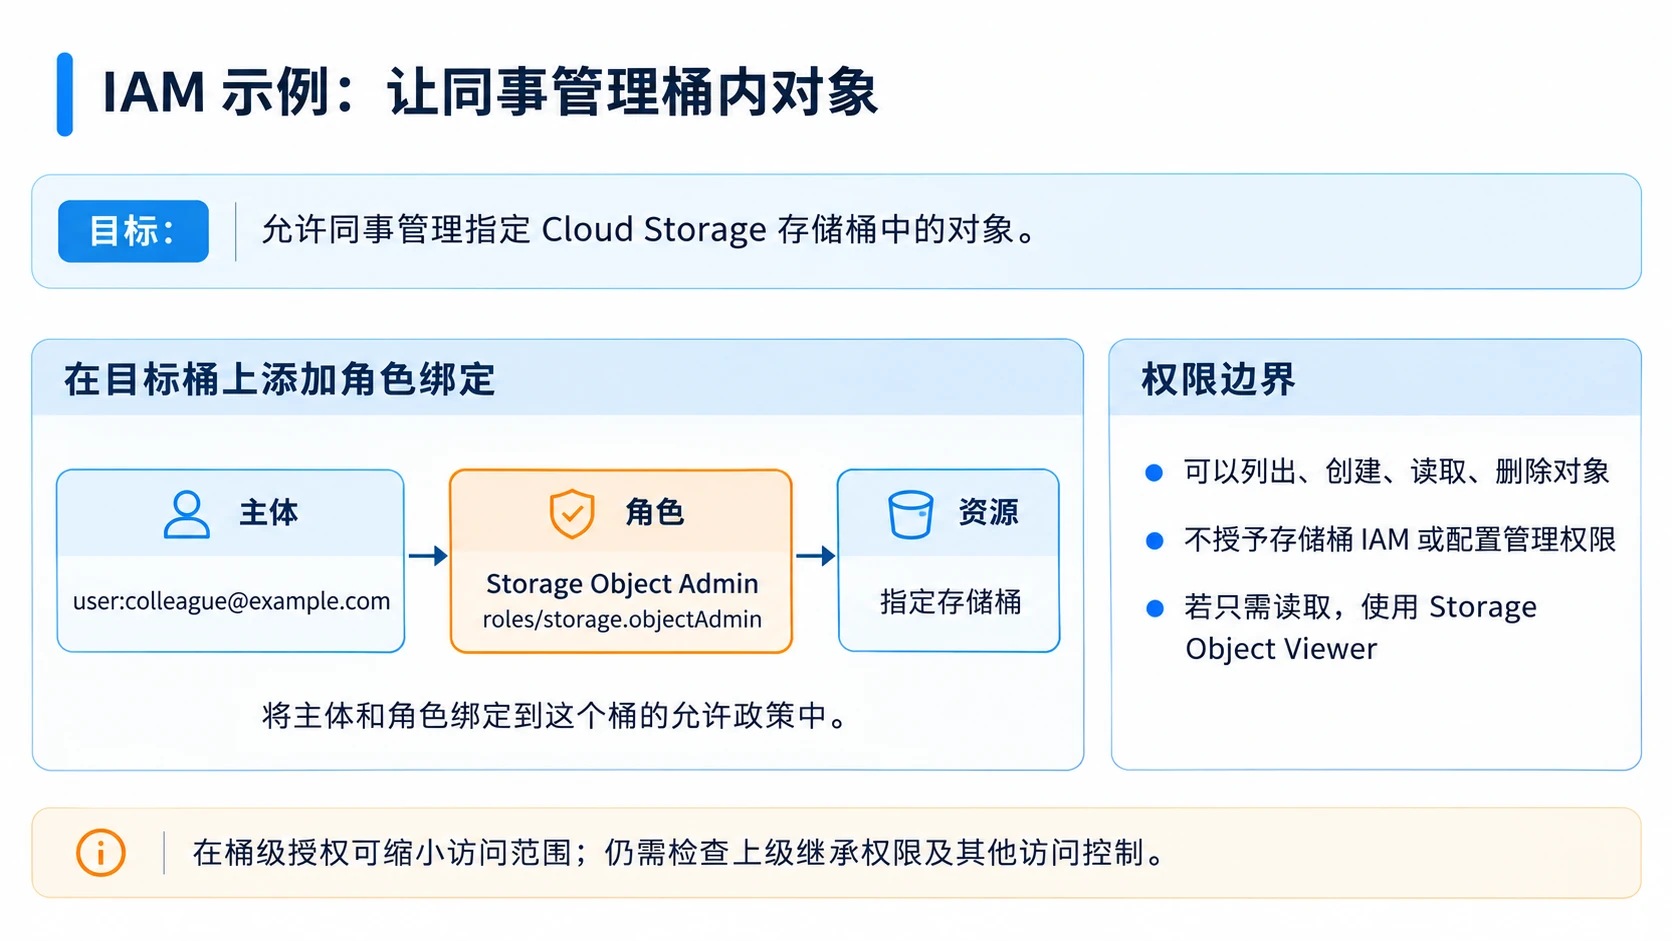 IAM 示例：让同事管理桶内对象
目标：
允许同事管理指定 Cloud Storage 存储桶中的对象。
在目标桶上添加角色绑定
主体
user:colleague@example.com
角色
Storage Object Admin
roles/storage.objectAdmin
资源
指定存储桶
将主体和角色绑定到这个桶的允许政策中。
权限边界
可以列出、创建、读取、删除对象
不授予存储桶 IAM 或配置管理权限
若只需读取，使用 Storage
Object Viewer
在桶级授权可缩小访问范围；仍需检查上级继承权限及其他访问控制。